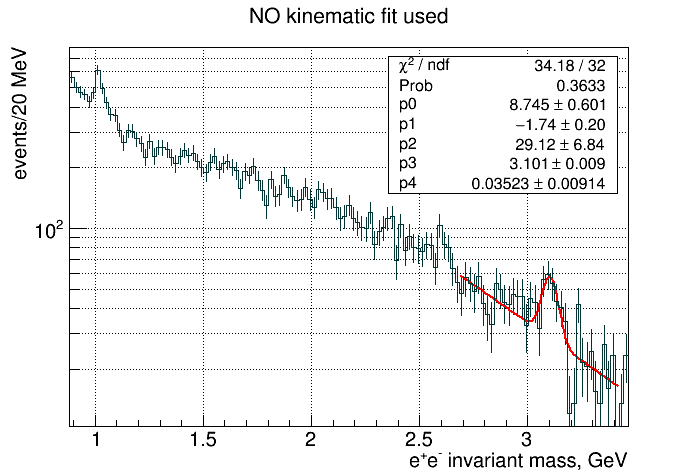 NO kinematic fit used
events/20 MeV
χ² / ndf 34.18 / 32
Prob 0.3633
p0 8.745 ± 0.601
p1 −1.74 ± 0.20
p2 29.12 ± 6.84
p3 3.101 ± 0.009
p4 0.03523 ± 0.00914
10²
1 1.5 2 2.5 3
e⁺e⁻ invariant mass, GeV